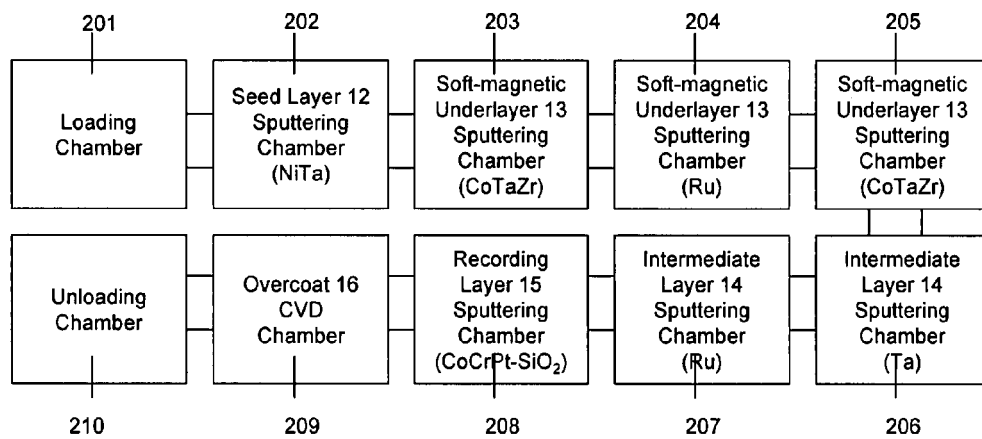 201
202
203
204
205
Loading
Chamber
Seed Layer 12
Sputtering
Chamber
(NiTa)
Soft-magnetic
Underlayer 13
Sputtering
Chamber
(CoTaZr)
Soft-magnetic
Underlayer 13
Sputtering
Chamber
(Ru)
Soft-magnetic
Underlayer 13
Sputtering
Chamber
(CoTaZr)
Unloading
Chamber
Overcoat 16
CVD
Chamber
Recording
Layer 15
Sputtering
Chamber
(CoCrPt-SiO₂)
Intermediate
Layer 14
Sputtering
Chamber
(Ru)
Intermediate
Layer 14
Sputtering
Chamber
(Ta)
210
209
208
207
206